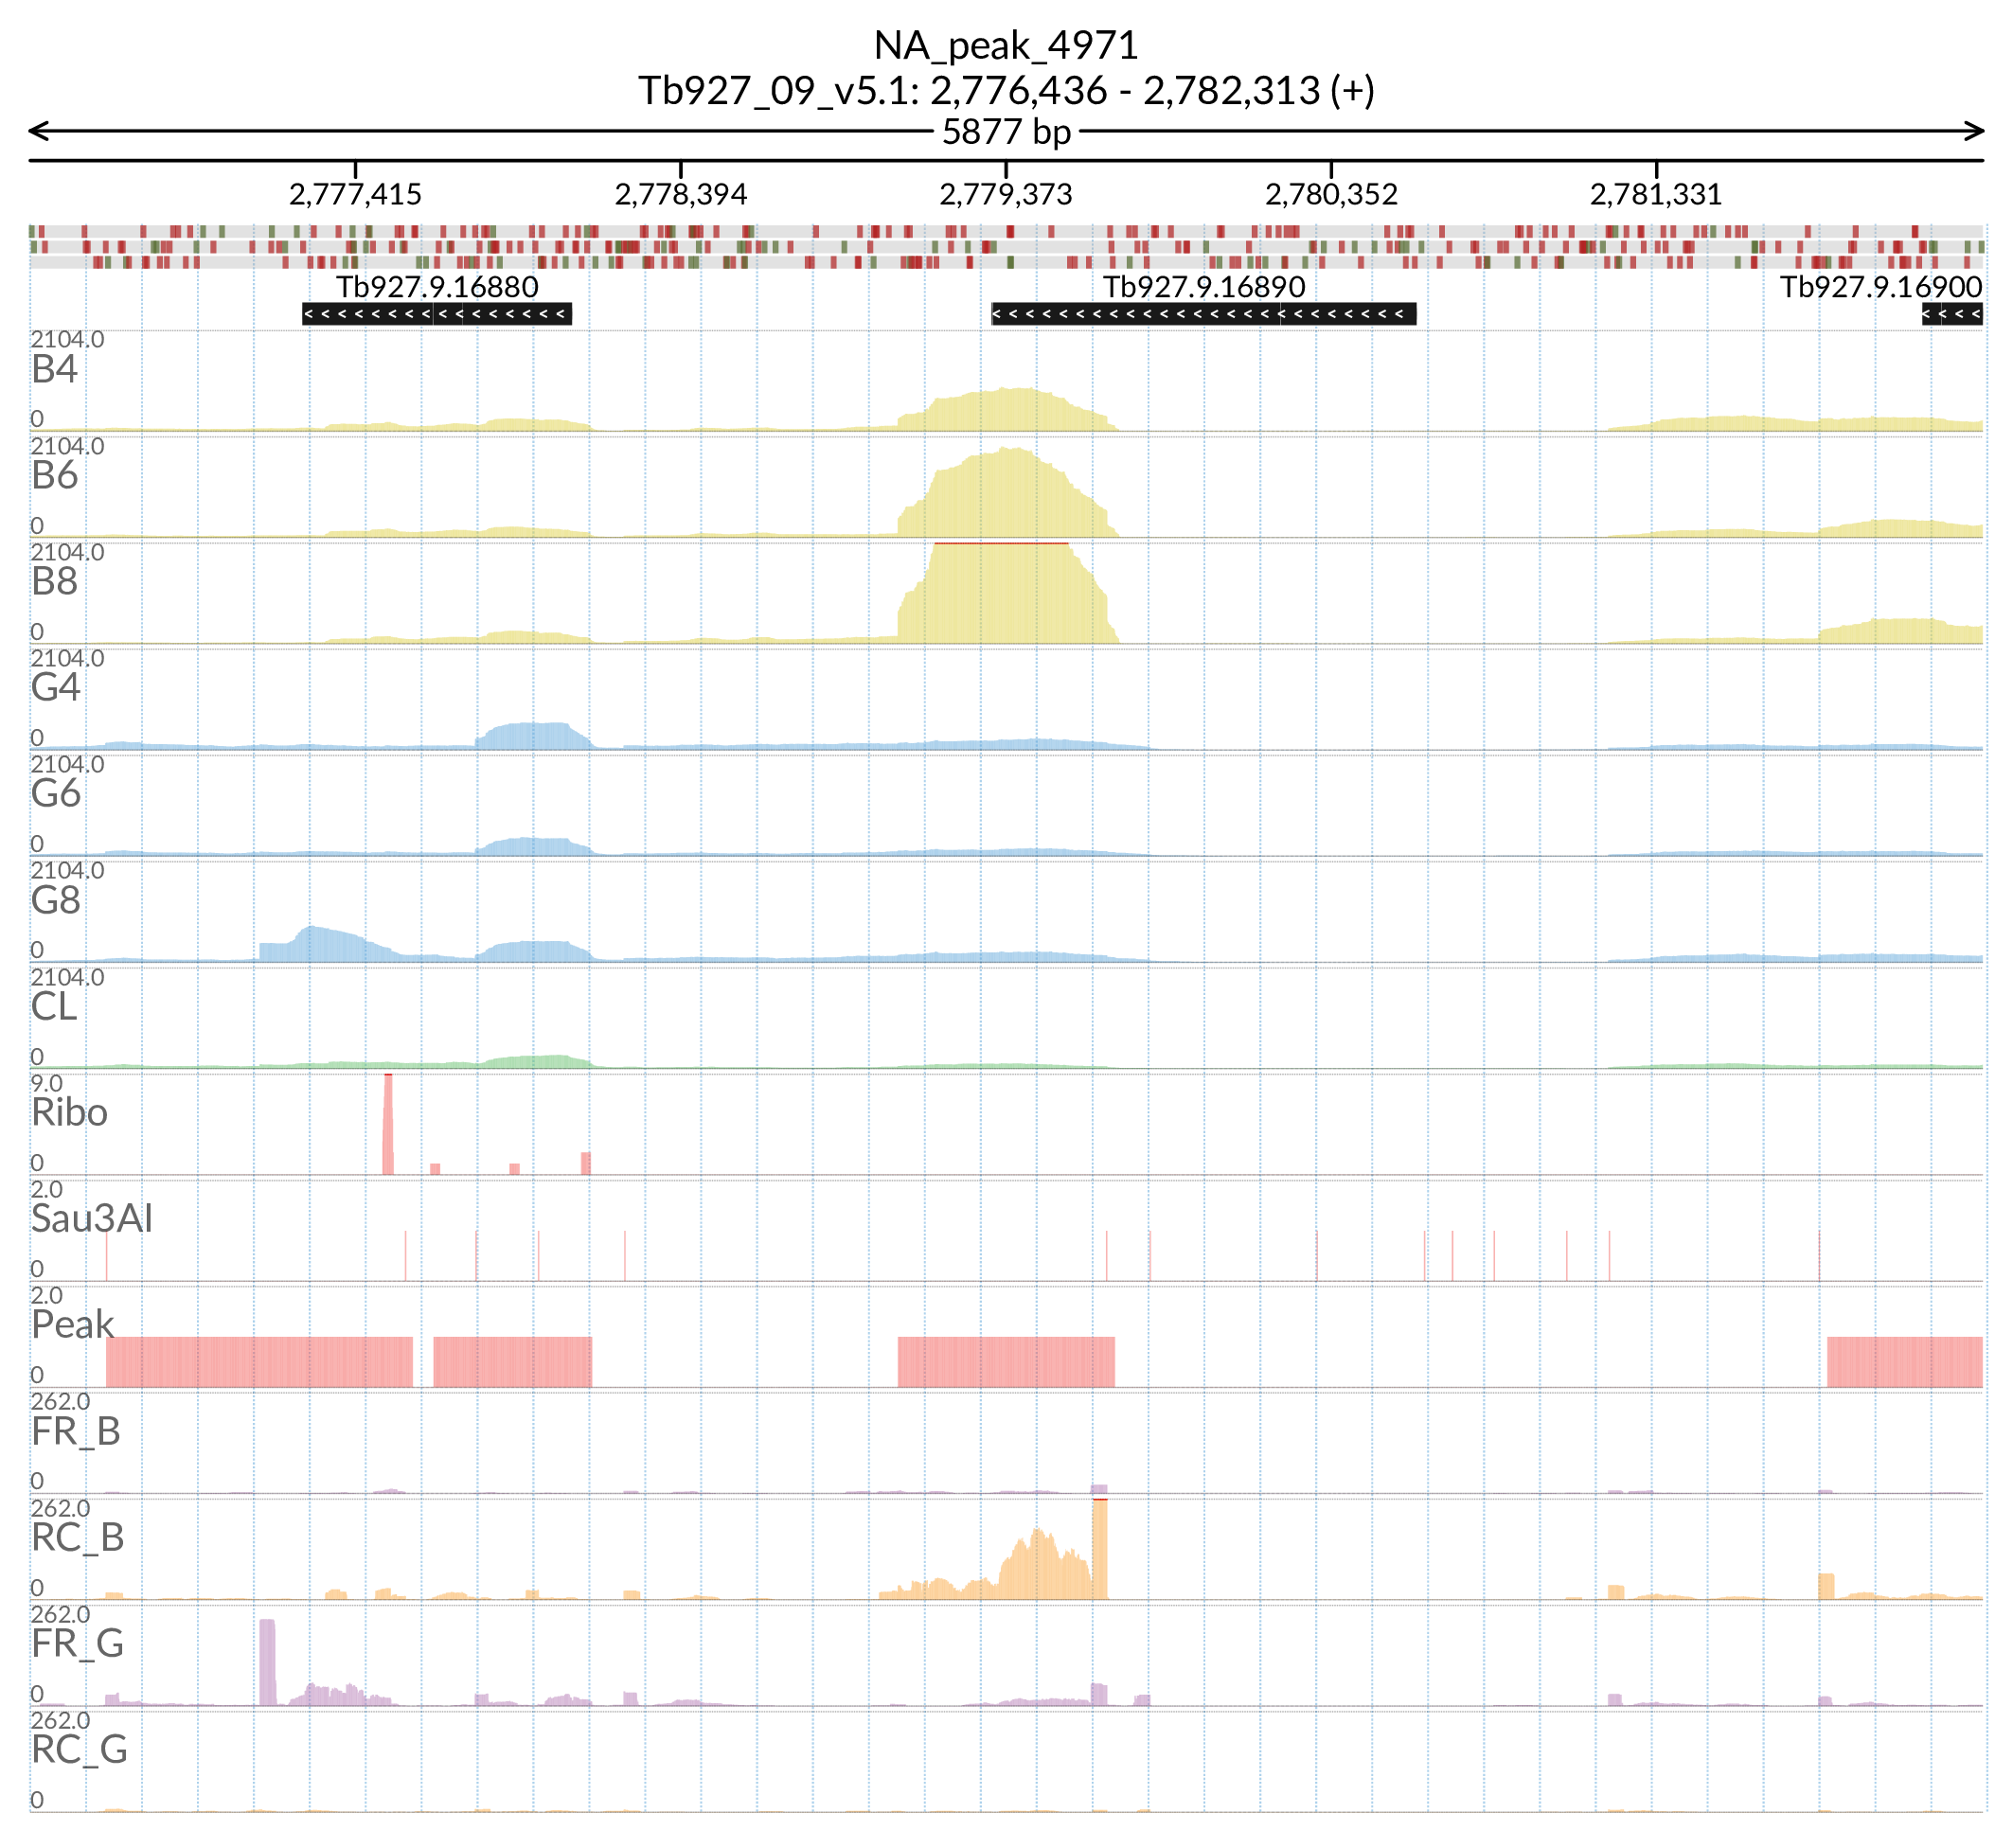 NA_peak_4971
Tb927_09_v5.1: 2,776,436 - 2,782,313 (+)
5877 bp
2,777,415 2,778,394 2,779,373 2,780,352 2,781,331
Tb927.9.16880 Tb927.9.16890 Tb927.9.16900
2104.0
B4
0
2104.0
B6
0
2104.0
B8
0
2104.0
G4
0
2104.0
G6
0
2104.0
G8
0
2104.0
CL
0
9.0
Ribo
0
2.0
Sau3AI
0
2.0
Peak
0
262.0
FR_B
0
262.0
RC_B
0
262.0
FR_G
0
262.0
RC_G
0